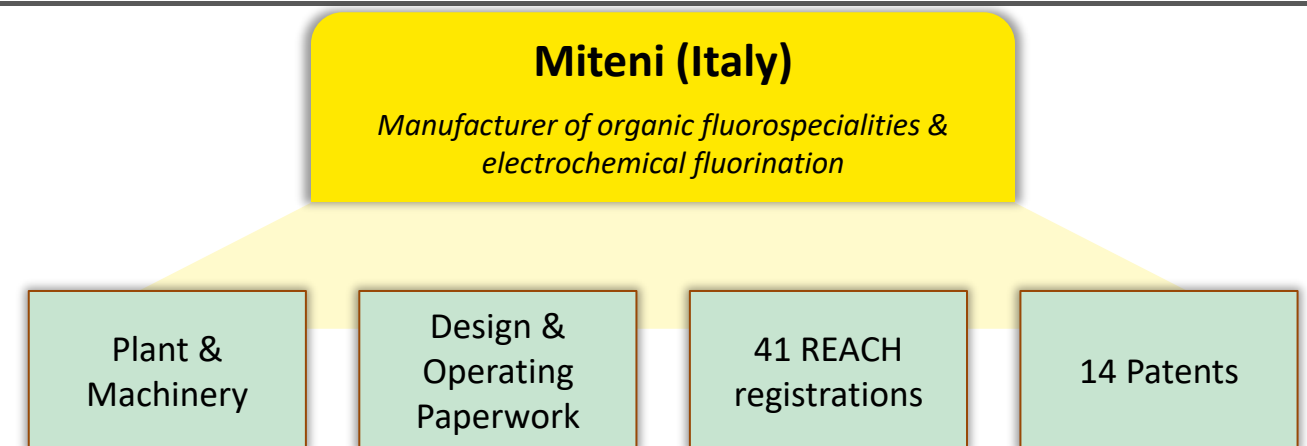 Miteni (Italy)
Manufacturer of organic fluorospecialities &
electrochemical fluorination
Plant &
Machinery
Design &
Operating
Paperwork
41 REACH
registrations
14 Patents